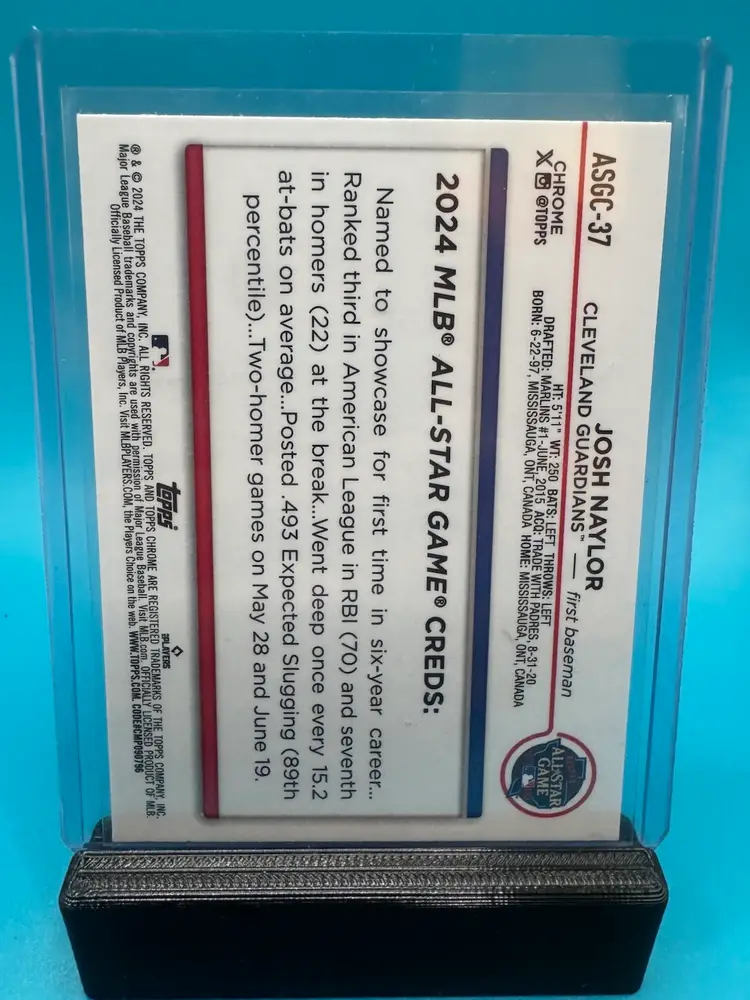 ASGC-37
CHROME
X @TOPPS
JOSH NAYLOR
CLEVELAND GUARDIANS™ — first baseman
HT: 5'11" WT: 250 BATS: LEFT THROWS: LEFT
DRAFTED: MARLINS #1-JUNE, 2015 ACQ: TRADE WITH PADRES, 8-31-20
BORN: 6-22-97, MISSISSAUGA, ONT, CANADA HOME: MISSISSAUGA, ONT, CANADA
ALL-STAR
GAME
2024 MLB® ALL-STAR GAME® CREDS:
Named to showcase for first time in six-year career...
Ranked third in American League in RBI (70) and seventh
in homers (22) at the break...Went deep once every 15.2
at-bats on average...Posted .493 Expected Slugging (89th
percentile)...Two-homer games on May 28 and June 19.
topps
PLAYERS
® & © 2024 THE TOPPS COMPANY, INC. ALL RIGHTS RESERVED. TOPPS AND TOPPS CHROME ARE REGISTERED TRADEMARKS OF THE TOPPS COMPANY, INC.
Major League Baseball trademarks and copyrights are used with permission of Major League Baseball. Visit MLB.com. OFFICIALLY LICENSED PRODUCT OF MLB.
Officially Licensed Product of MLB Players, Inc. Visit MLBPLAYERS.COM, the Players Choice on the web. WWW.TOPPS.COM CODE#CMP090796